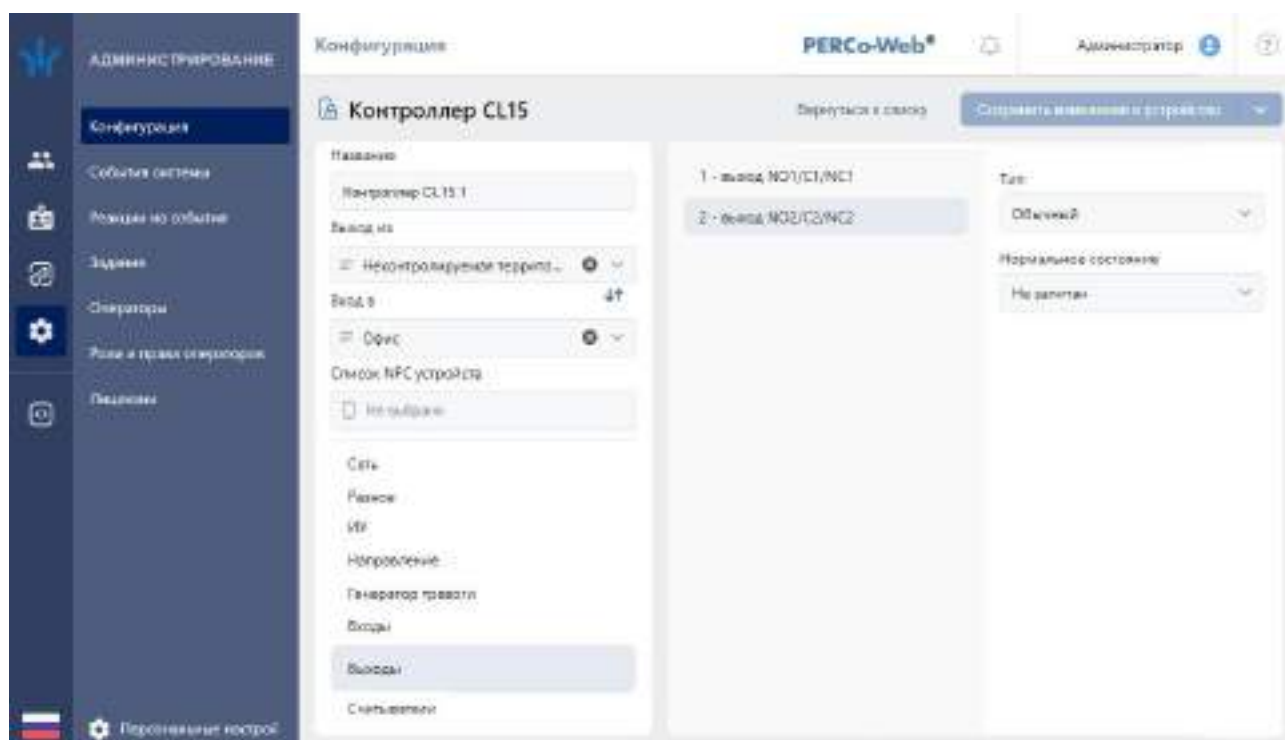 АДМИНИСТРИРОВАНИЕ
Конфигурация
События системы
Реакции на события
Задания
Операторы
Роли и права операторов
Лицензии
Персональные настрой
Конфигурация
PERCo-Web®
Администратор
?
Контроллер CL15
Вернуться к списку
Сохранить изменения в устройство
Название
Контроллер CL15.1
Выход из
Неконтролируемая террито...
Вход в
Офис
Список NFC устройств
Не выбрано
Сеть
Разное
ИУ
Направление
Генератор тревоги
Входы
Выходы
Считыватели
1 - выход NO1/C1/NC1
2 - выход NO2/C2/NC2
Тип
Обычный
Нормальное состояние
Не запитан